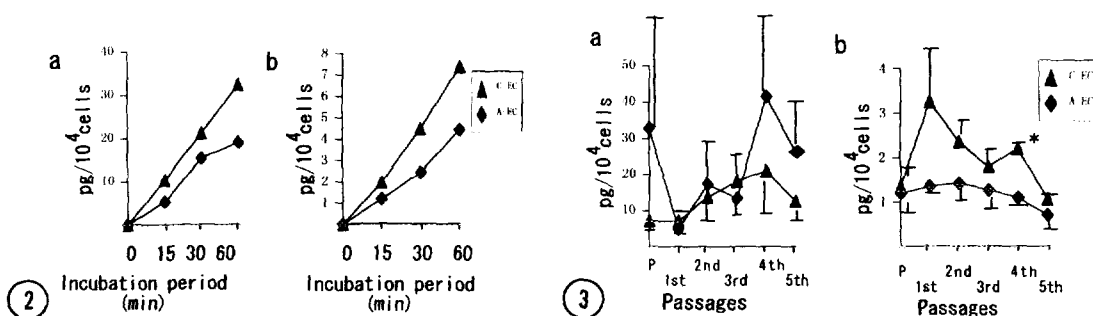 a
pg/10⁴cells
40
30
20
10
0 15 30 60
Incubation period
(min)
b
pg/10⁴cells
8
7
6
5
4
3
2
1
0 15 30 60
Incubation period
(min)
C EC
A EC
2
a
pg/10⁴cells
50
40
30
20
10
P 1st 2nd 3rd 4th 5th
Passages
b
pg/10⁴cells
4
3
2
1
*
P 1st 2nd 3rd 4th 5th
Passages
C EC
A EC
3